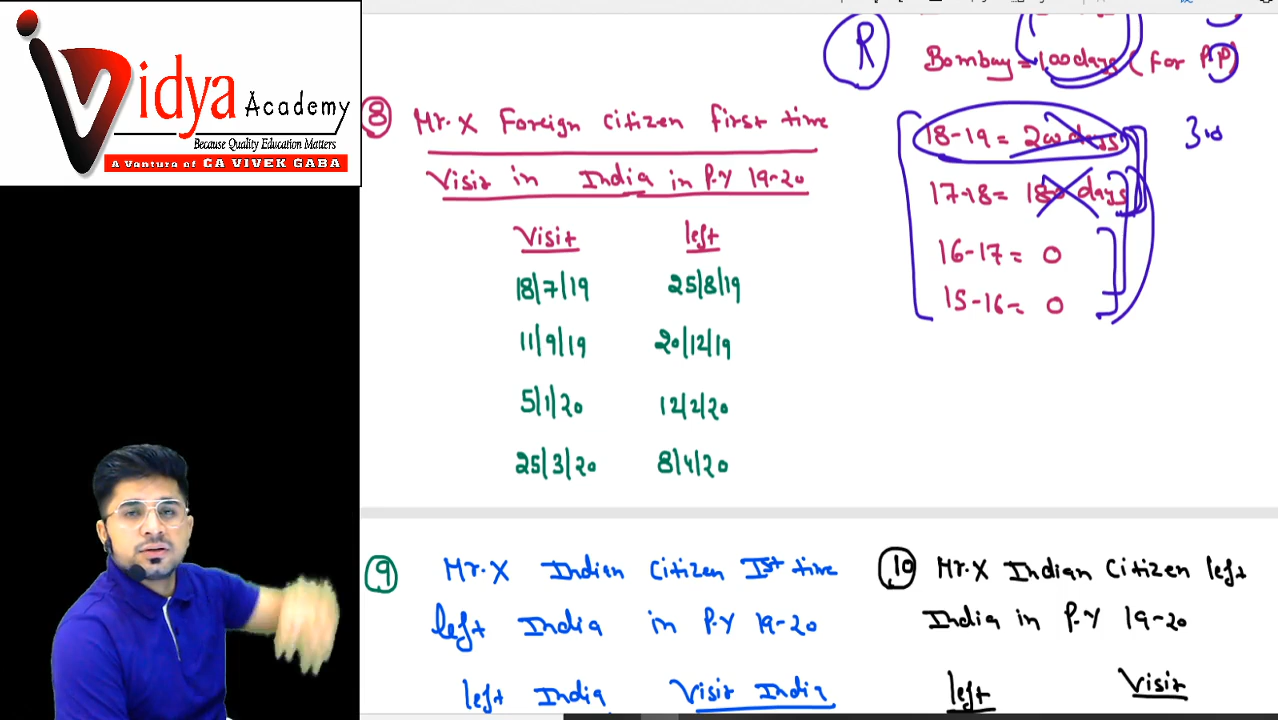 Vidya Academy
Because Quality Education Matters
A Ventura of CA VIVEK GABA
R
Bombay = 100 days (for PP)
8 Mr. X Foreign Citizen first time
Visit in India in P.Y 19-20
Visit left
18/7/19 25/8/19
11/9/19 20/12/19
5/1/20 12/2/20
25/3/20 8/4/20
18-19 = 200 days
17-18 = 180 days
16-17 = 0
15-16 = 0
9 Mr. X Indian Citizen Ist time
left India in P.Y 19-20
left India Visit India
10 Mr. X Indian Citizen left
India in P.Y 19-20
left Visit